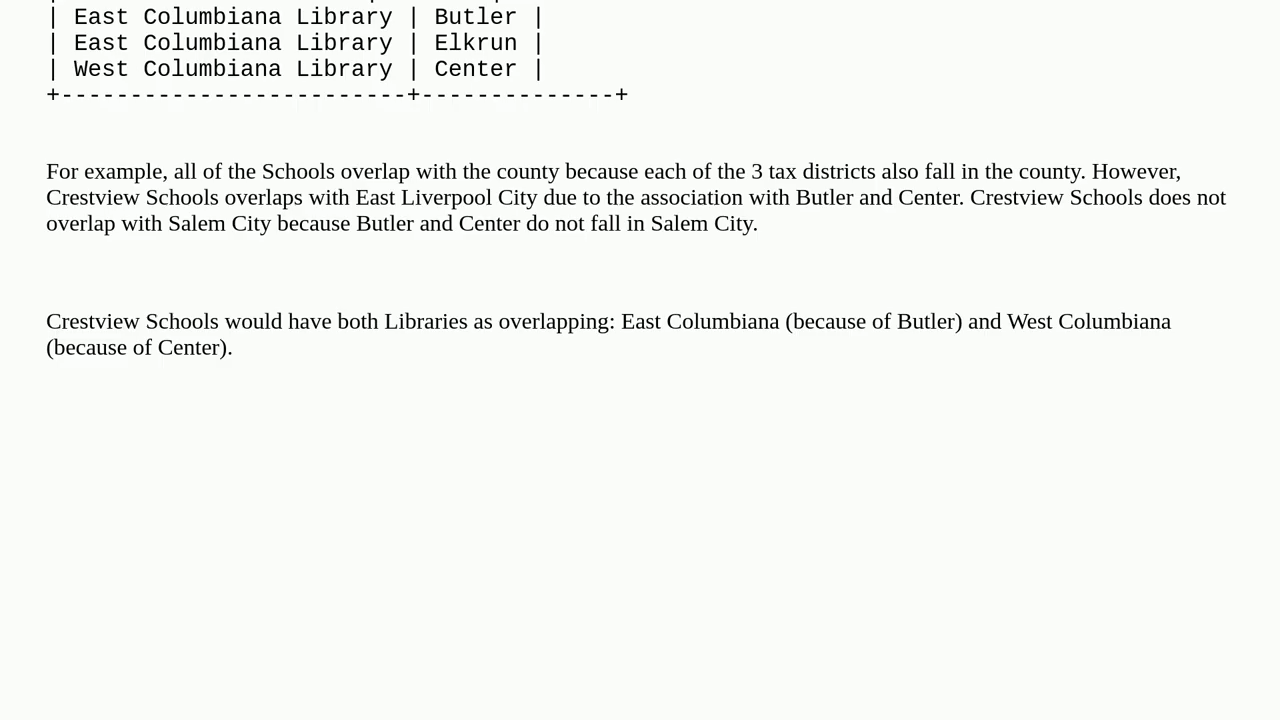 | East Columbiana Library | Butler |
| East Columbiana Library | Elkrun |
| West Columbiana Library | Center |
+-------------------------+--------------+
For example, all of the Schools overlap with the county because each of the 3 tax districts also fall in the county. However,
Crestview Schools overlaps with East Liverpool City due to the association with Butler and Center. Crestview Schools does not
overlap with Salem City because Butler and Center do not fall in Salem City.
Crestview Schools would have both Libraries as overlapping: East Columbiana (because of Butler) and West Columbiana
(because of Center).